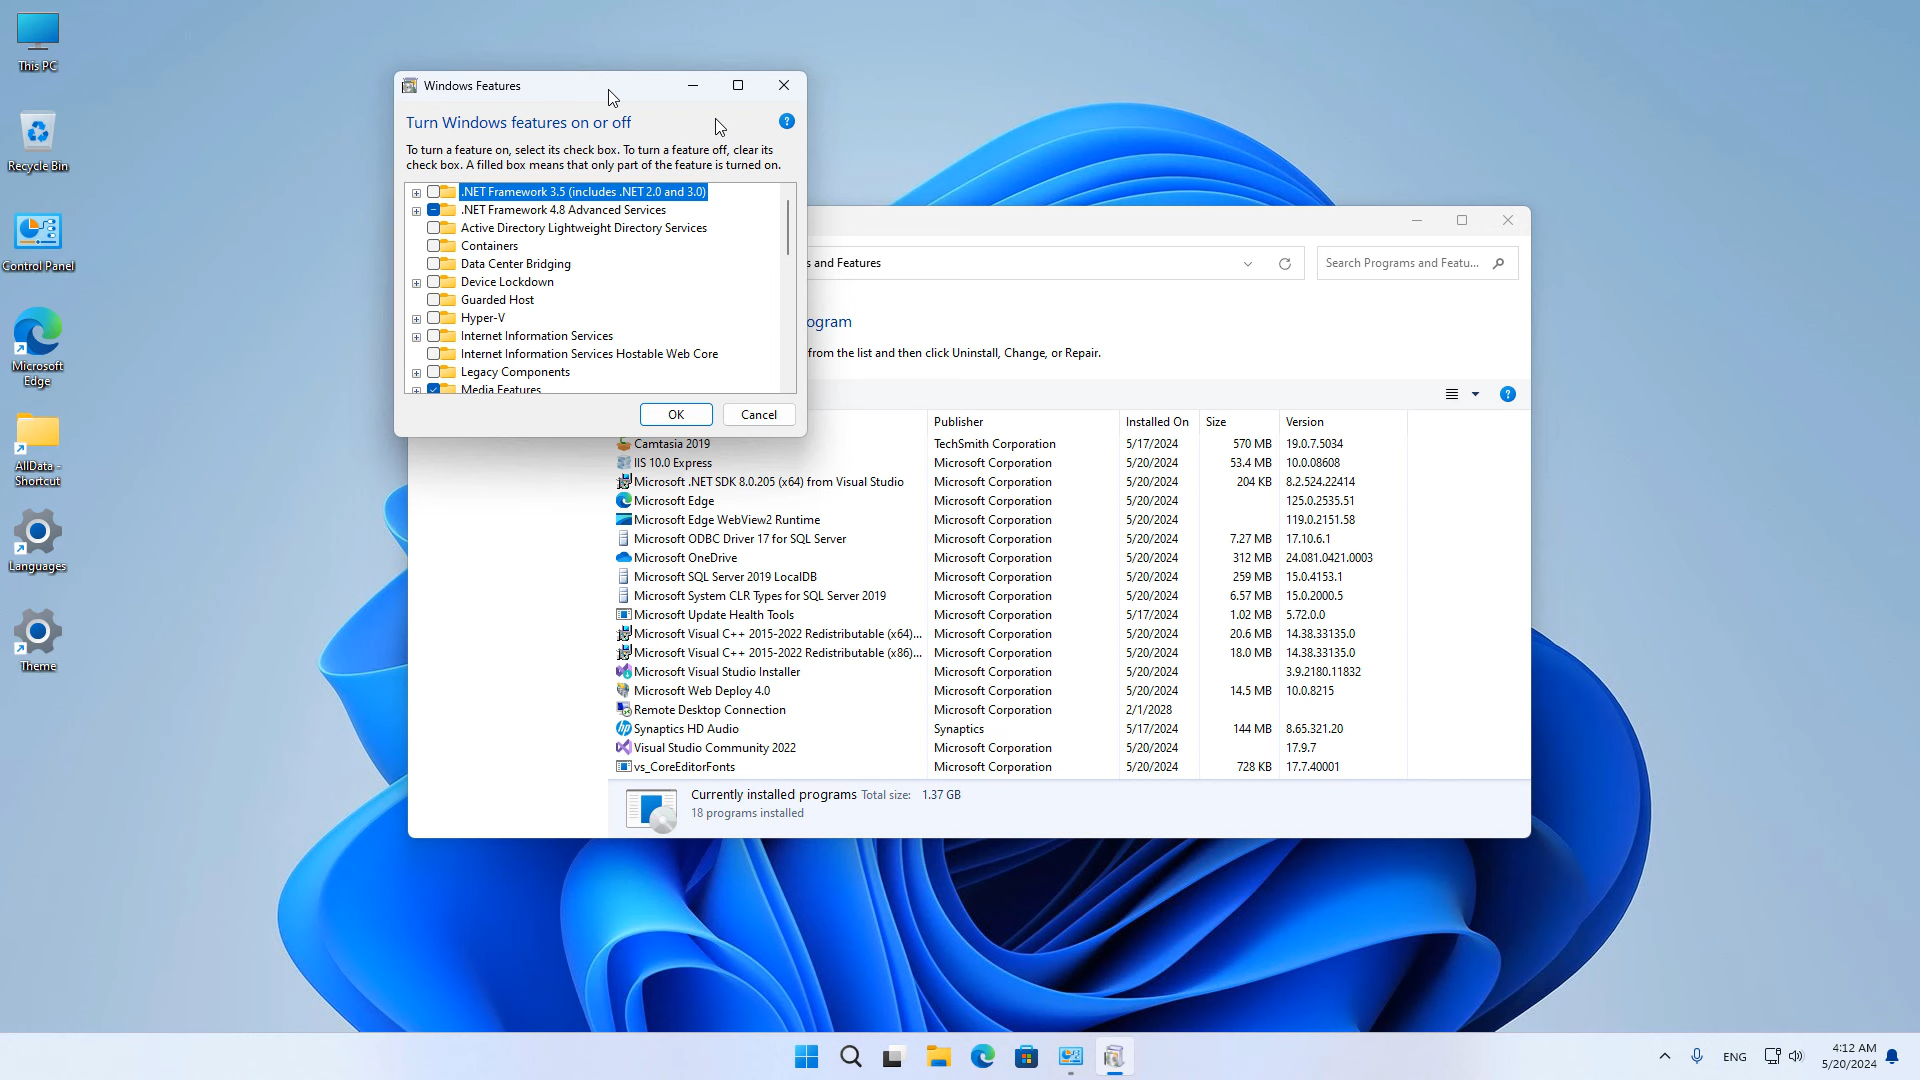 This PC
Recycle Bin
Control Panel
Microsoft
Edge
AllData -
Shortcut
Languages
Theme
Windows Features
Turn Windows features on or off
To turn a feature on, select its check box. To turn a feature off, clear its
check box. A filled box means that only part of the feature is turned on.
.NET Framework 3.5 (includes .NET 2.0 and 3.0)
.NET Framework 4.8 Advanced Services
Active Directory Lightweight Directory Services
Containers
Data Center Bridging
Device Lockdown
Guarded Host
Hyper-V
Internet Information Services
Internet Information Services Hostable Web Core
Legacy Components
Media Features
OK Cancel
s and Features
Search Programs and Featu...
ogram
from the list and then click Uninstall, Change, or Repair.
Publisher Installed On Size Version
Camtasia 2019 TechSmith Corporation 5/17/2024 570 MB 19.0.7.5034
IIS 10.0 Express Microsoft Corporation 5/20/2024 53.4 MB 10.0.08608
Microsoft .NET SDK 8.0.205 (x64) from Visual Studio Microsoft Corporation 5/20/2024 204 KB 8.2.524.22414
Microsoft Edge Microsoft Corporation 5/20/2024 125.0.2535.51
Microsoft Edge WebView2 Runtime Microsoft Corporation 5/20/2024 119.0.2151.58
Microsoft ODBC Driver 17 for SQL Server Microsoft Corporation 5/20/2024 7.27 MB 17.10.6.1
Microsoft OneDrive Microsoft Corporation 5/20/2024 312 MB 24.081.0421.0003
Microsoft SQL Server 2019 LocalDB Microsoft Corporation 5/20/2024 259 MB 15.0.4153.1
Microsoft System CLR Types for SQL Server 2019 Microsoft Corporation 5/20/2024 6.57 MB 15.0.2000.5
Microsoft Update Health Tools Microsoft Corporation 5/17/2024 1.02 MB 5.72.0.0
Microsoft Visual C++ 2015-2022 Redistributable (x64)... Microsoft Corporation 5/20/2024 20.6 MB 14.38.33135.0
Microsoft Visual C++ 2015-2022 Redistributable (x86)... Microsoft Corporation 5/20/2024 18.0 MB 14.38.33135.0
Microsoft Visual Studio Installer Microsoft Corporation 5/20/2024 3.9.2180.11832
Microsoft Web Deploy 4.0 Microsoft Corporation 5/20/2024 14.5 MB 10.0.8215
Remote Desktop Connection Microsoft Corporation 2/1/2028
Synaptics HD Audio Synaptics 5/17/2024 144 MB 8.65.321.20
Visual Studio Community 2022 Microsoft Corporation 5/20/2024 17.9.7
vs_CoreEditorFonts Microsoft Corporation 5/20/2024 728 KB 17.7.40001
Currently installed programs Total size: 1.37 GB
18 programs installed
ENG
4:12 AM
5/20/2024